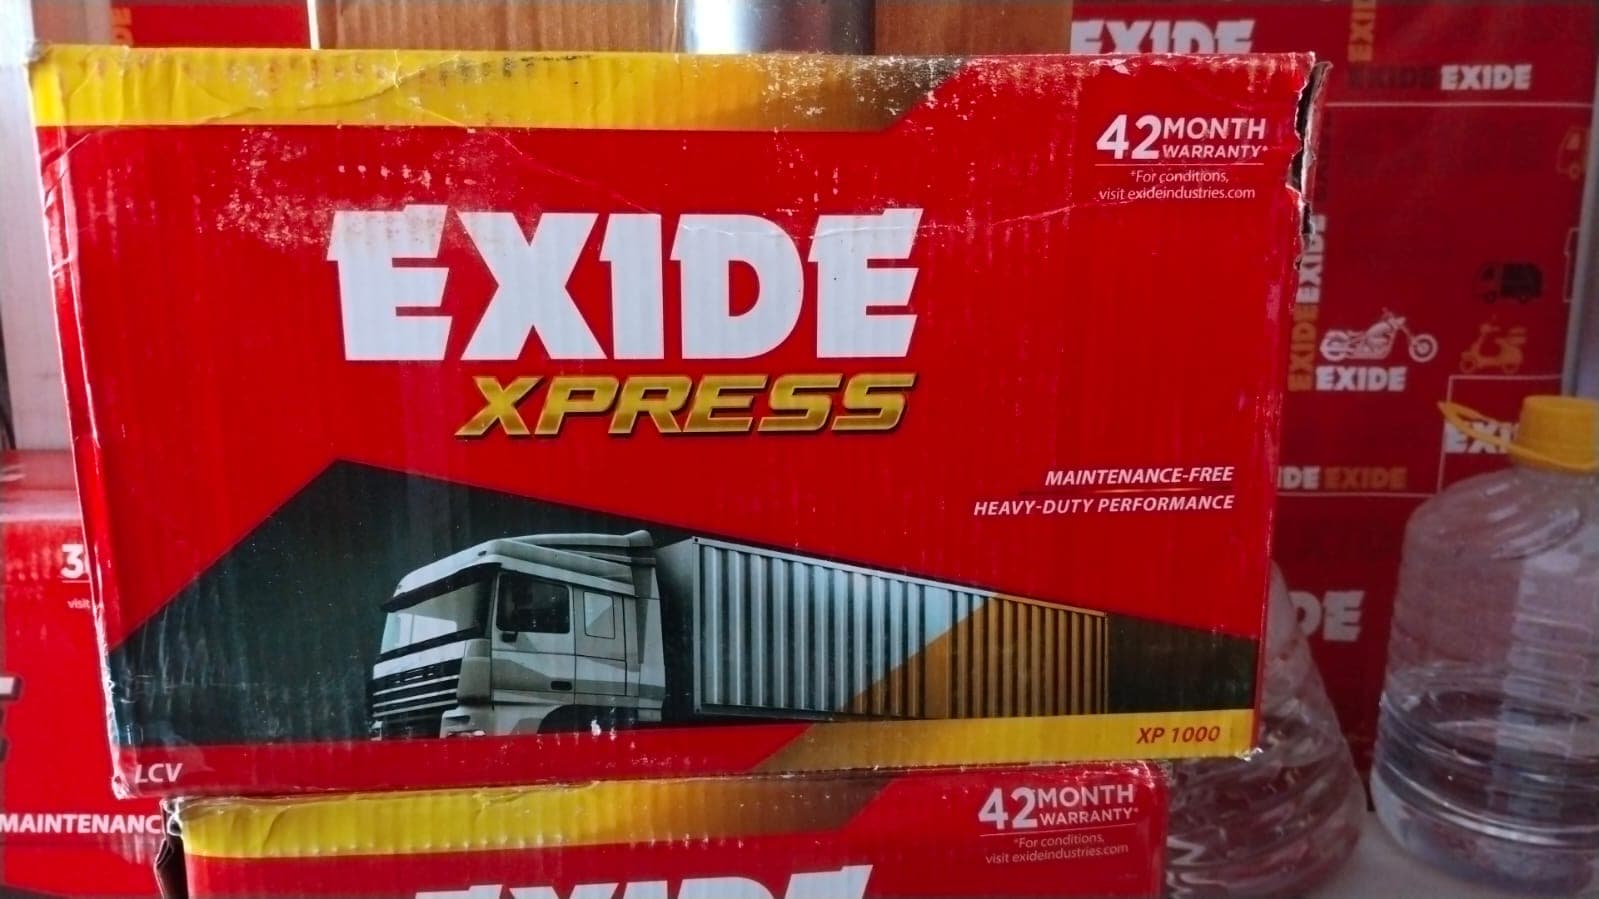 EXIDE
EXIDE
EXIDE
42 MONTH
WARRANTY*
*For conditions,
visit exideindustries.com
EXIDE
XPRESS
EXIDE
EXIDE
EXIDE
MAINTENANCE-FREE
HEAVY-DUTY PERFORMANCE
EXIDE
XP 1000
LCV
42 MONTH
WARRANTY*
*For conditions,
visit exideindustries.com
EXIDE